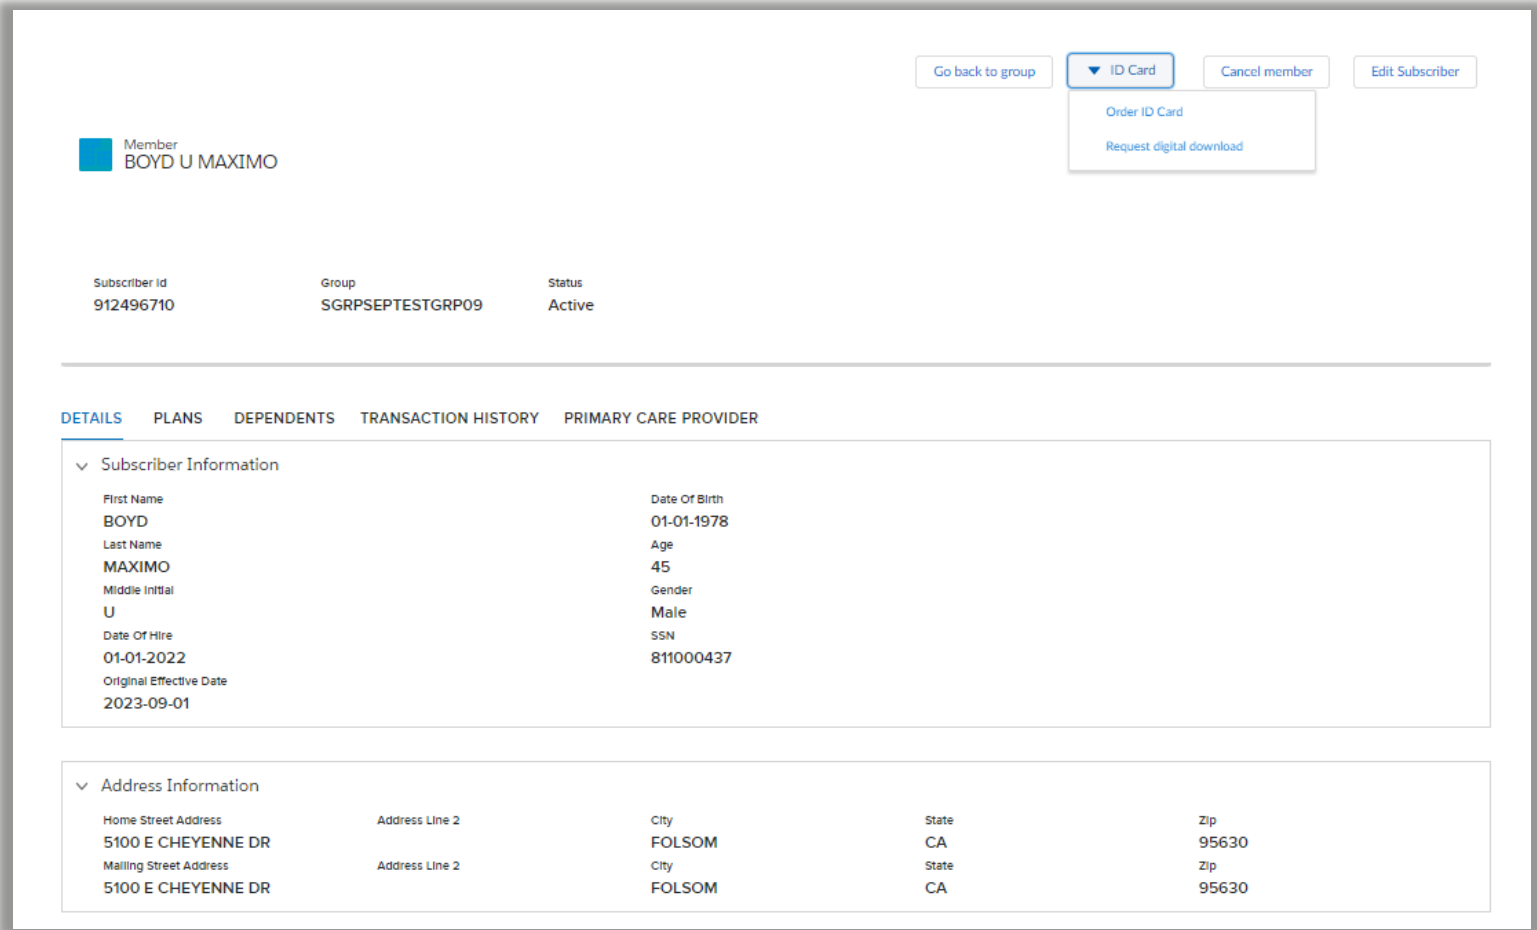 Go back to group ID Card Cancel member Edit Subscriber
Order ID Card
Request digital download
Member
BOYD U MAXIMO
Subscriber Id Group Status
912496710 SGRPSEPTESTGRP09 Active
DETAILS PLANS DEPENDENTS TRANSACTION HISTORY PRIMARY CARE PROVIDER
Subscriber Information
First Name Date Of Birth
BOYD 01-01-1978
Last Name Age
MAXIMO 45
Middle Initial Gender
U Male
Date Of Hire SSN
01-01-2022 811000437
Original Effective Date
2023-09-01
Address Information
Home Street Address Address Line 2 City State Zip
5100 E CHEYENNE DR FOLSOM CA 95630
Mailing Street Address Address Line 2 City State Zip
5100 E CHEYENNE DR FOLSOM CA 95630